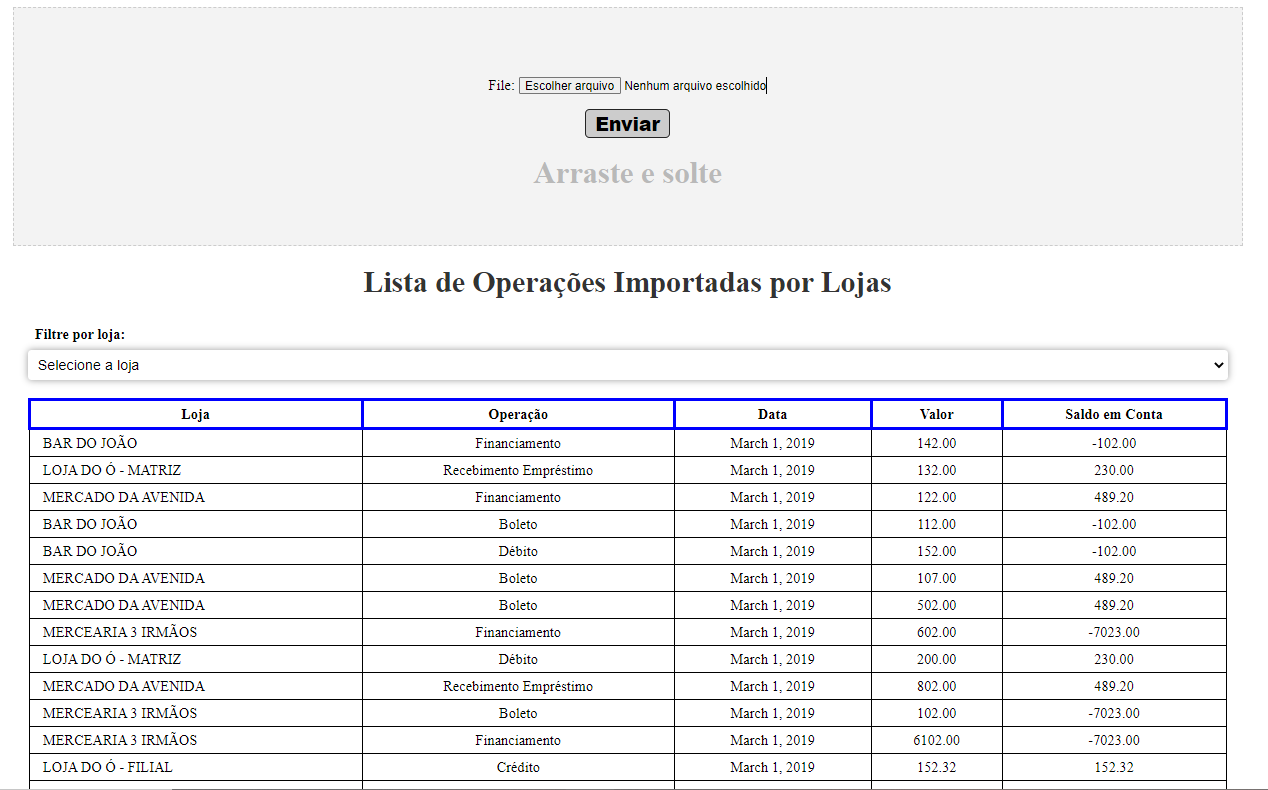 File: Escolher arquivo Nenhum arquivo escolhido
Enviar
Arraste e solte
Lista de Operações Importadas por Lojas
Filtre por loja:
Selecione a loja
Loja Operação Data Valor Saldo em Conta
BAR DO JOÃO Financiamento March 1, 2019 142.00 -102.00
LOJA DO Ó - MATRIZ Recebimento Empréstimo March 1, 2019 132.00 230.00
MERCADO DA AVENIDA Financiamento March 1, 2019 122.00 489.20
BAR DO JOÃO Boleto March 1, 2019 112.00 -102.00
BAR DO JOÃO Débito March 1, 2019 152.00 -102.00
MERCADO DA AVENIDA Boleto March 1, 2019 107.00 489.20
MERCADO DA AVENIDA Boleto March 1, 2019 502.00 489.20
MERCEARIA 3 IRMÃOS Financiamento March 1, 2019 602.00 -7023.00
LOJA DO Ó - MATRIZ Débito March 1, 2019 200.00 230.00
MERCADO DA AVENIDA Recebimento Empréstimo March 1, 2019 802.00 489.20
MERCEARIA 3 IRMÃOS Boleto March 1, 2019 102.00 -7023.00
MERCEARIA 3 IRMÃOS Financiamento March 1, 2019 6102.00 -7023.00
LOJA DO Ó - FILIAL Crédito March 1, 2019 152.32 152.32